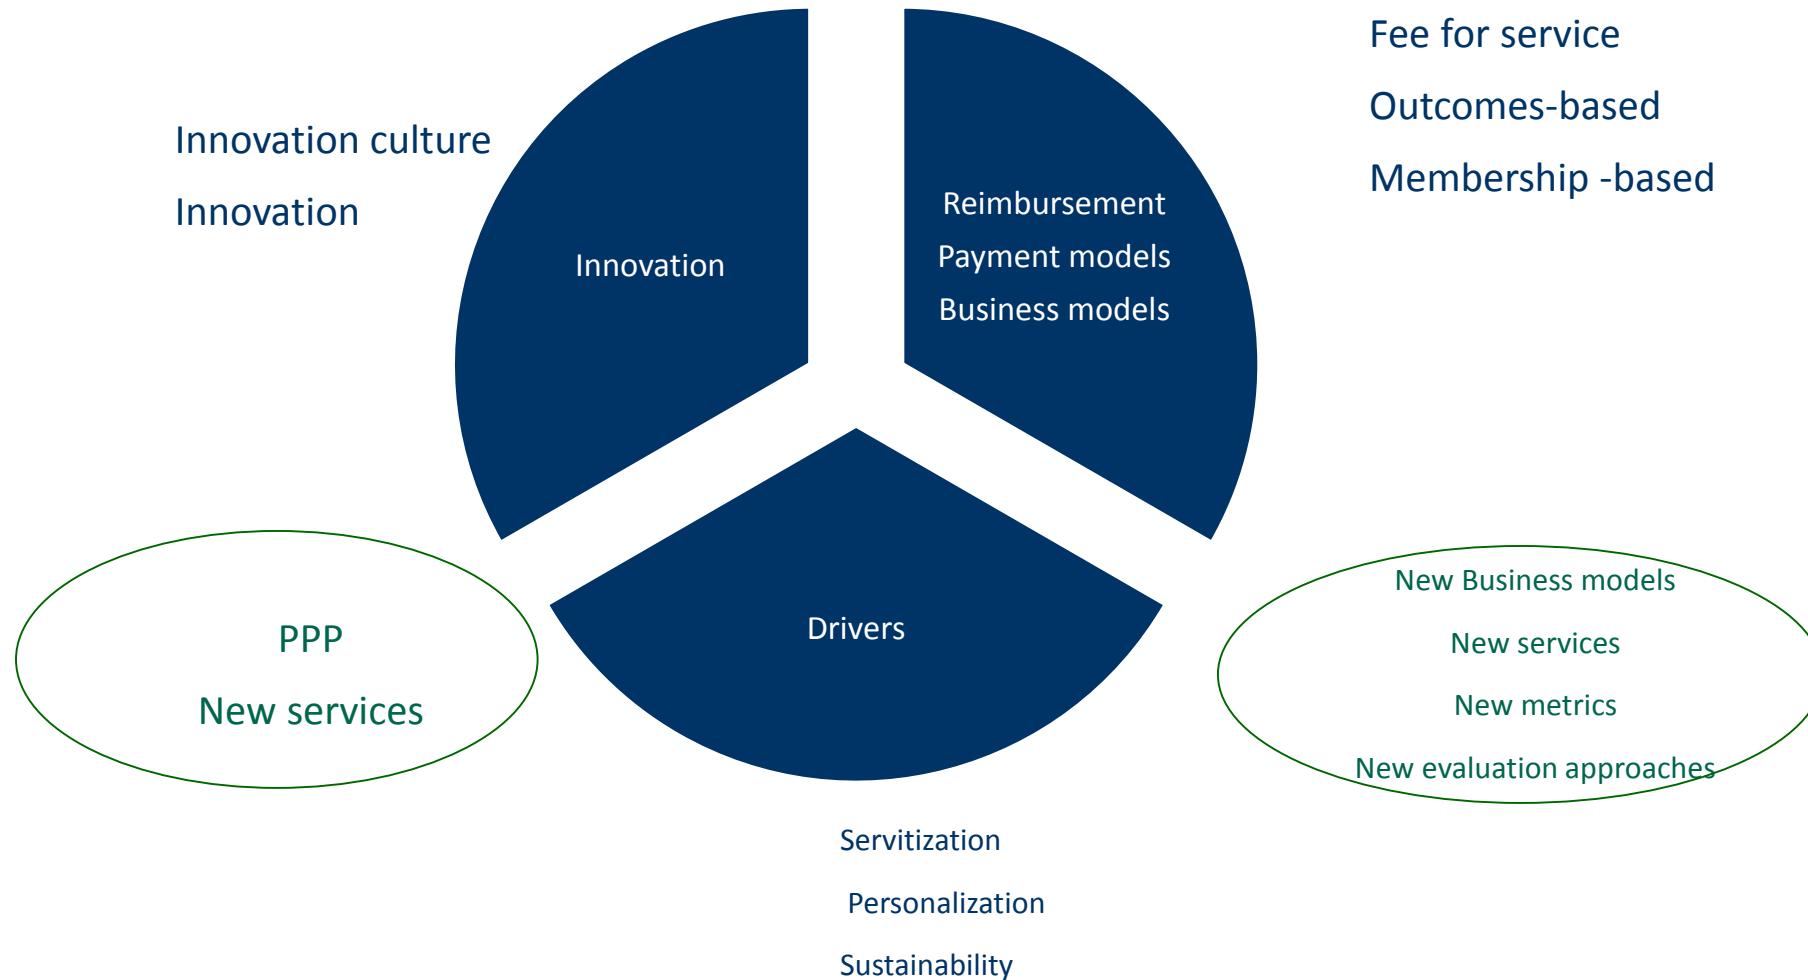 Innovation culture
Innovation
Innovation
Reimbursement
Payment models
Business models
Fee for service
Outcomes-based
Membership -based
PPP
New services
Drivers
New Business models
New services
New metrics
New evaluation approaches
Servitization
Personalization
Sustainability